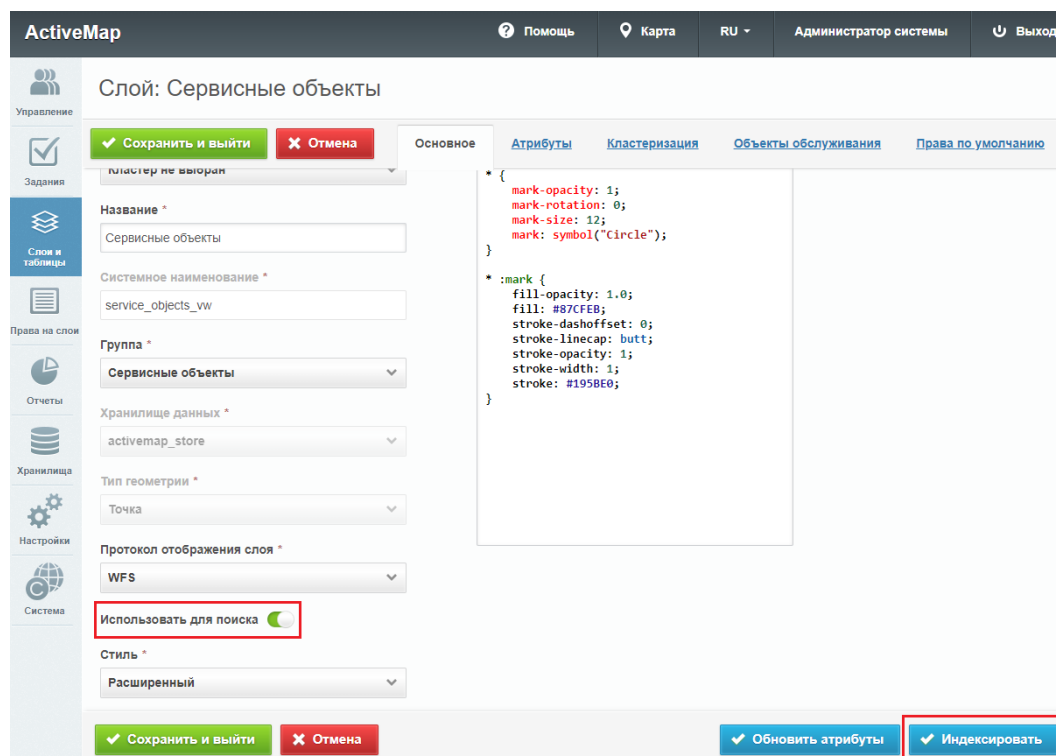 ActiveMap
Помощь
Карта
RU
Администратор системы
Выход
Управление
Задания
Слои и
таблицы
Права на слои
Отчеты
Хранилища
Настройки
Система
Слой: Сервисные объекты
Сохранить и выйти
Отмена
Основное
Атрибуты
Кластеризация
Объекты обслуживания
Права по умолчанию
Кластер не выбран
Название *
Сервисные объекты
Системное наименование *
service_objects_vw
Группа *
Сервисные объекты
Хранилище данных *
activemap_store
Тип геометрии *
Точка
Протокол отображения слоя *
WFS
Использовать для поиска
Стиль *
Расширенный
* {
mark-opacity: 1;
mark-rotation: 0;
mark-size: 12;
mark: symbol("Circle");
}
* :mark {
fill-opacity: 1.0;
fill: #87CFEB;
stroke-dashoffset: 0;
stroke-linecap: butt;
stroke-opacity: 1;
stroke-width: 1;
stroke: #195BE0;
}
Сохранить и выйти
Отмена
Обновить атрибуты
Индексировать